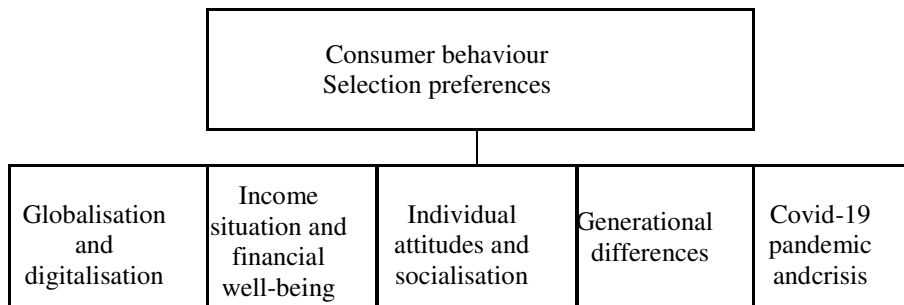 Consumer behaviour
Selection preferences
Globalisation
and
digitalisation
Income
situation and
financial
well-being
Individual
attitudes and
socialisation
Generational
differences
Covid-19
pandemic
andcrisis